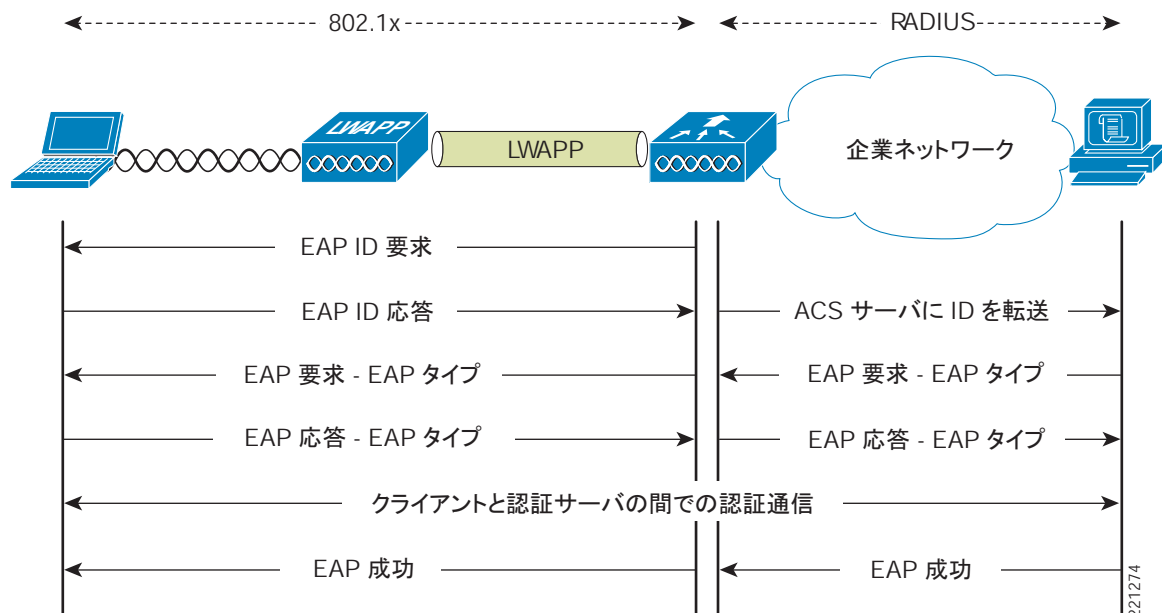 802.1x
RADIUS
LWAPP
LWAPP
企業ネットワーク
EAP ID 要求
EAP ID 応答
ACS サーバに ID を転送
EAP 要求 - EAP タイプ
EAP 要求 - EAP タイプ
EAP 応答 - EAP タイプ
EAP 応答 - EAP タイプ
クライアントと認証サーバの間での認証通信
EAP 成功
EAP 成功
221274